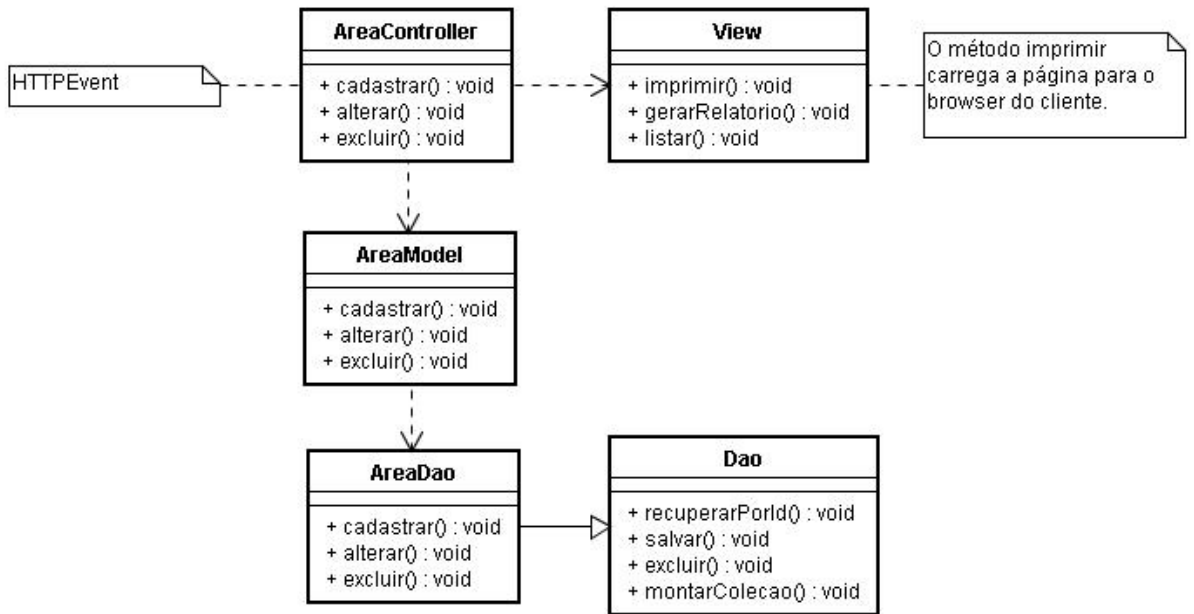 HTTPEvent
AreaController
+ cadastrar() : void
+ alterar() : void
+ excluir() : void
View
+ imprimir() : void
+ gerarRelatorio() : void
+ listar() : void
O método imprimir
carrega a página para o
browser do cliente.
AreaModel
+ cadastrar() : void
+ alterar() : void
+ excluir() : void
AreaDao
+ cadastrar() : void
+ alterar() : void
+ excluir() : void
Dao
+ recuperarPorId() : void
+ salvar() : void
+ excluir() : void
+ montarColecao() : void